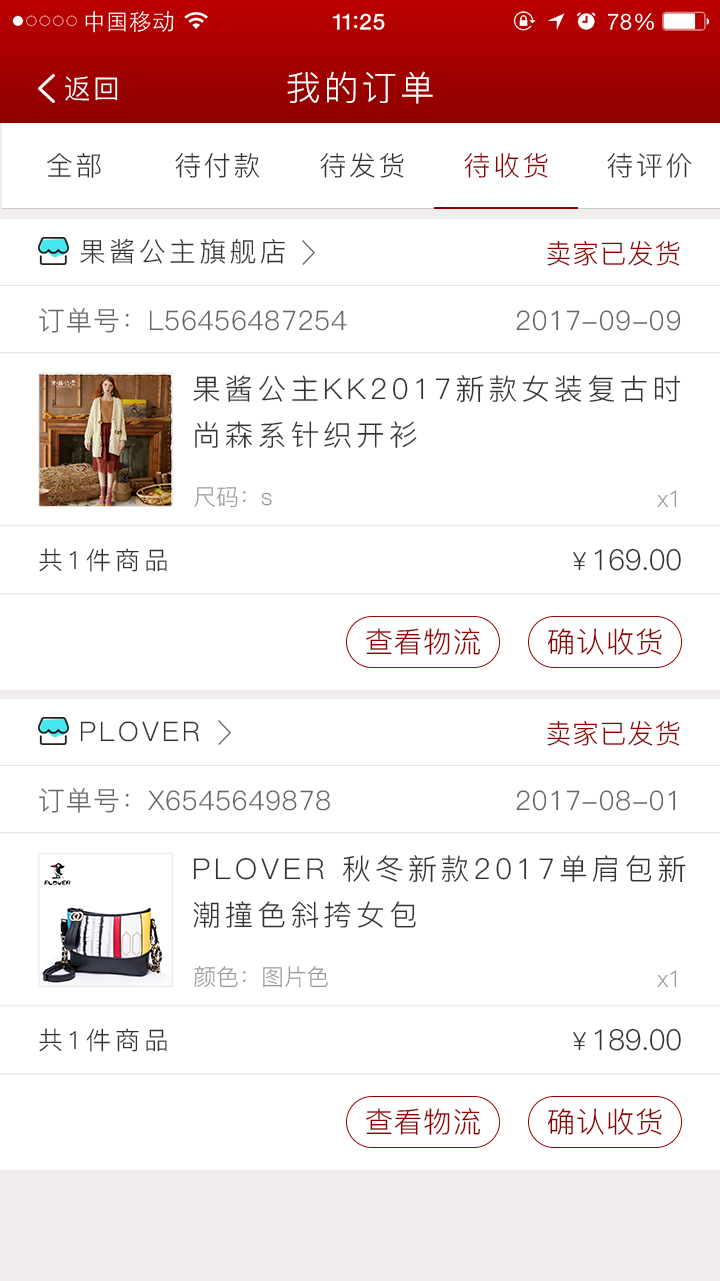 中国移动 11:25 78%
返回 我的订单
全部 待付款 待发货 待收货 待评价
果酱公主旗舰店 卖家已发货
订单号：L56456487254 2017-09-09
果酱公主KK2017新款女装复古时
尚森系针织开衫
尺码：s x1
共1件商品 ¥169.00
查看物流 确认收货
PLOVER 卖家已发货
订单号：X6545649878 2017-08-01
PLOVER
PLOVER 秋冬新款2017单肩包新
潮撞色斜挎女包
颜色：图片色 x1
共1件商品 ¥189.00
查看物流 确认收货